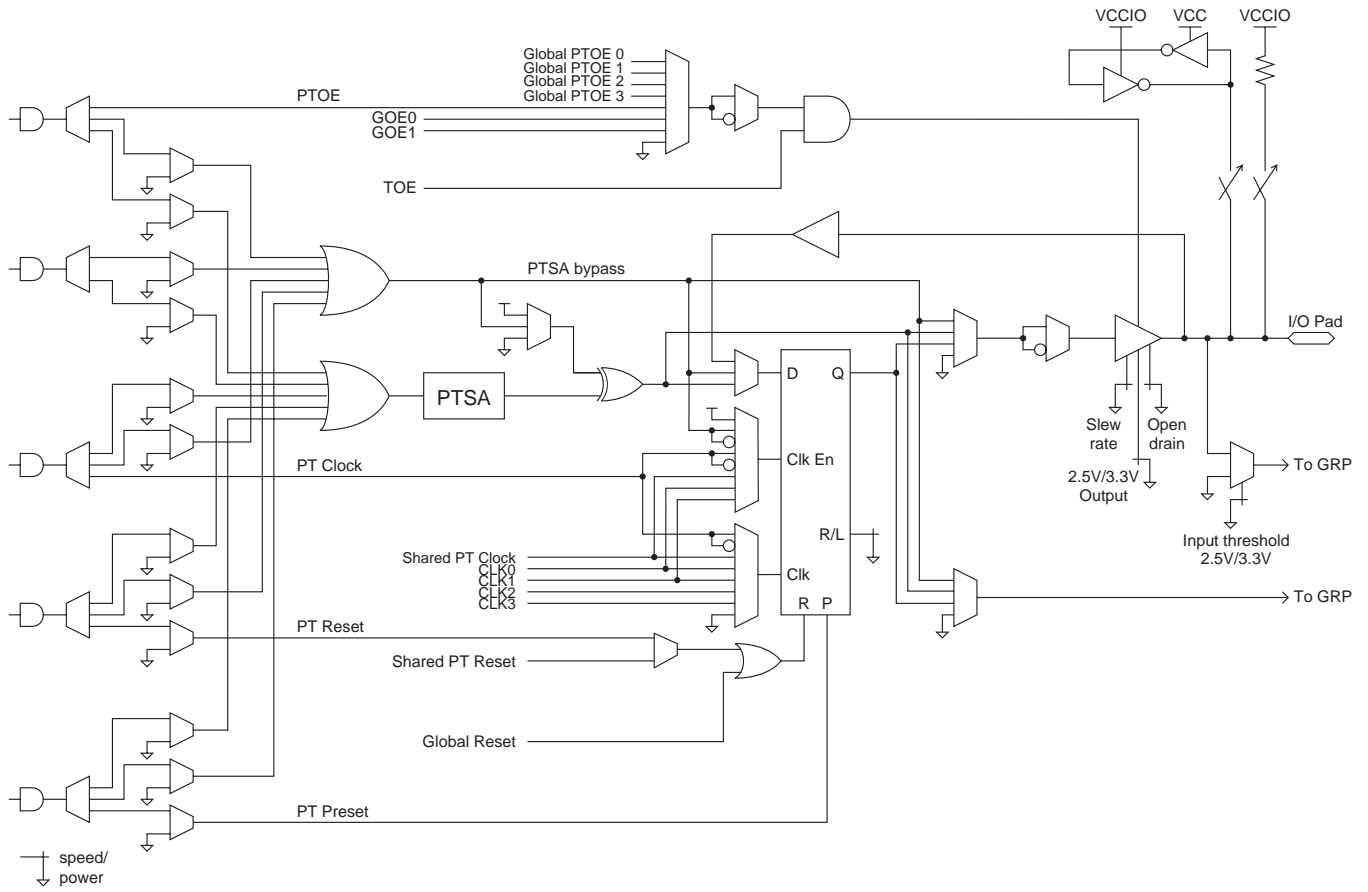 VCCIO
VCC
VCCIO
Global PTOE 0
Global PTOE 1
Global PTOE 2
Global PTOE 3
PTOE
GOE0
GOE1
TOE
PTSA bypass
I/O Pad
D
Q
PTSA
Slew
rate
Open
drain
PT Clock
Clk En
To GRP
2.5V/3.3V
Output
R/L
Input threshold
2.5V/3.3V
Shared PT Clock
CLK0
CLK1
CLK2
CLK3
Clk
To GRP
R P
PT Reset
Shared PT Reset
Global Reset
PT Preset
speed/
power